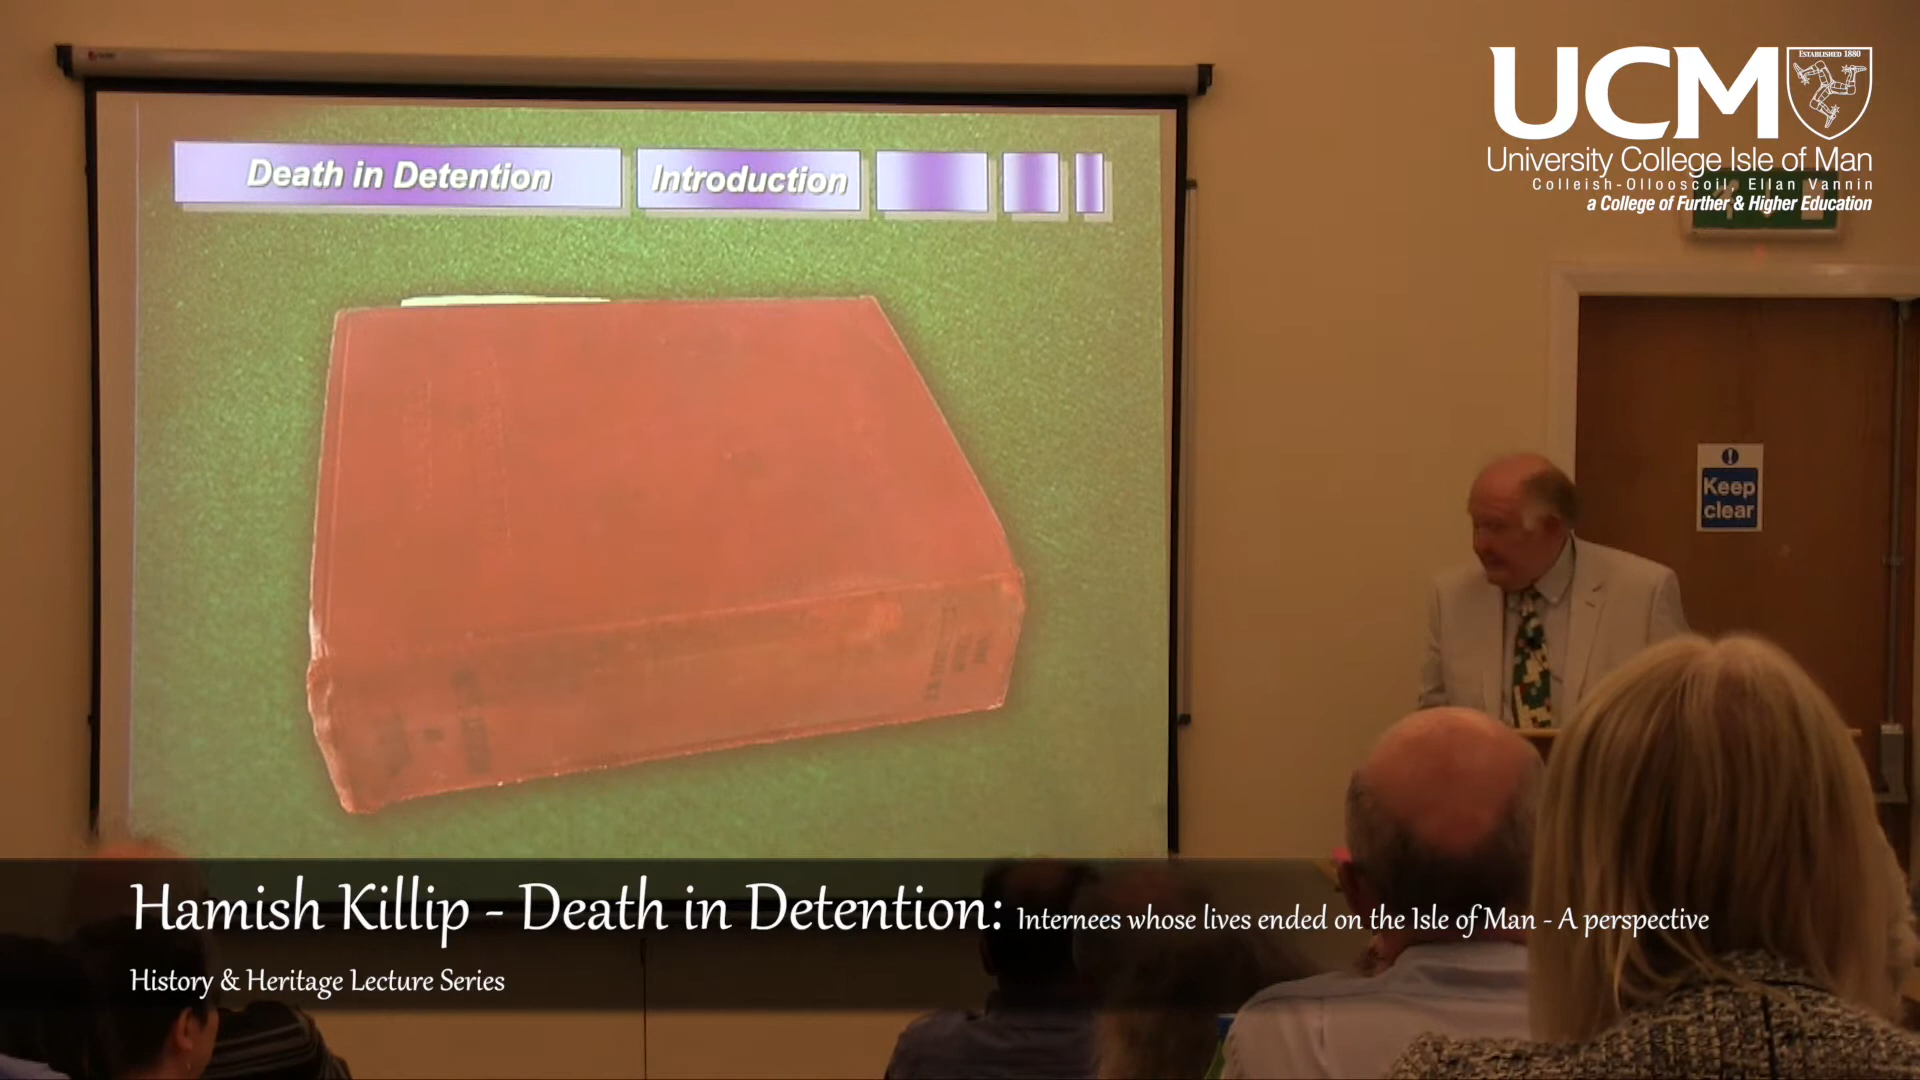 UCM
ESTABLISHED 1880
University College Isle of Man
Colleish-Ollooscoil, Ellan Vannin
a College of Further & Higher Education
Death in Detention
Introduction
Keep
clear
Hamish Killip - Death in Detention: Internees whose lives ended on the Isle of Man - A perspective
History & Heritage Lecture Series